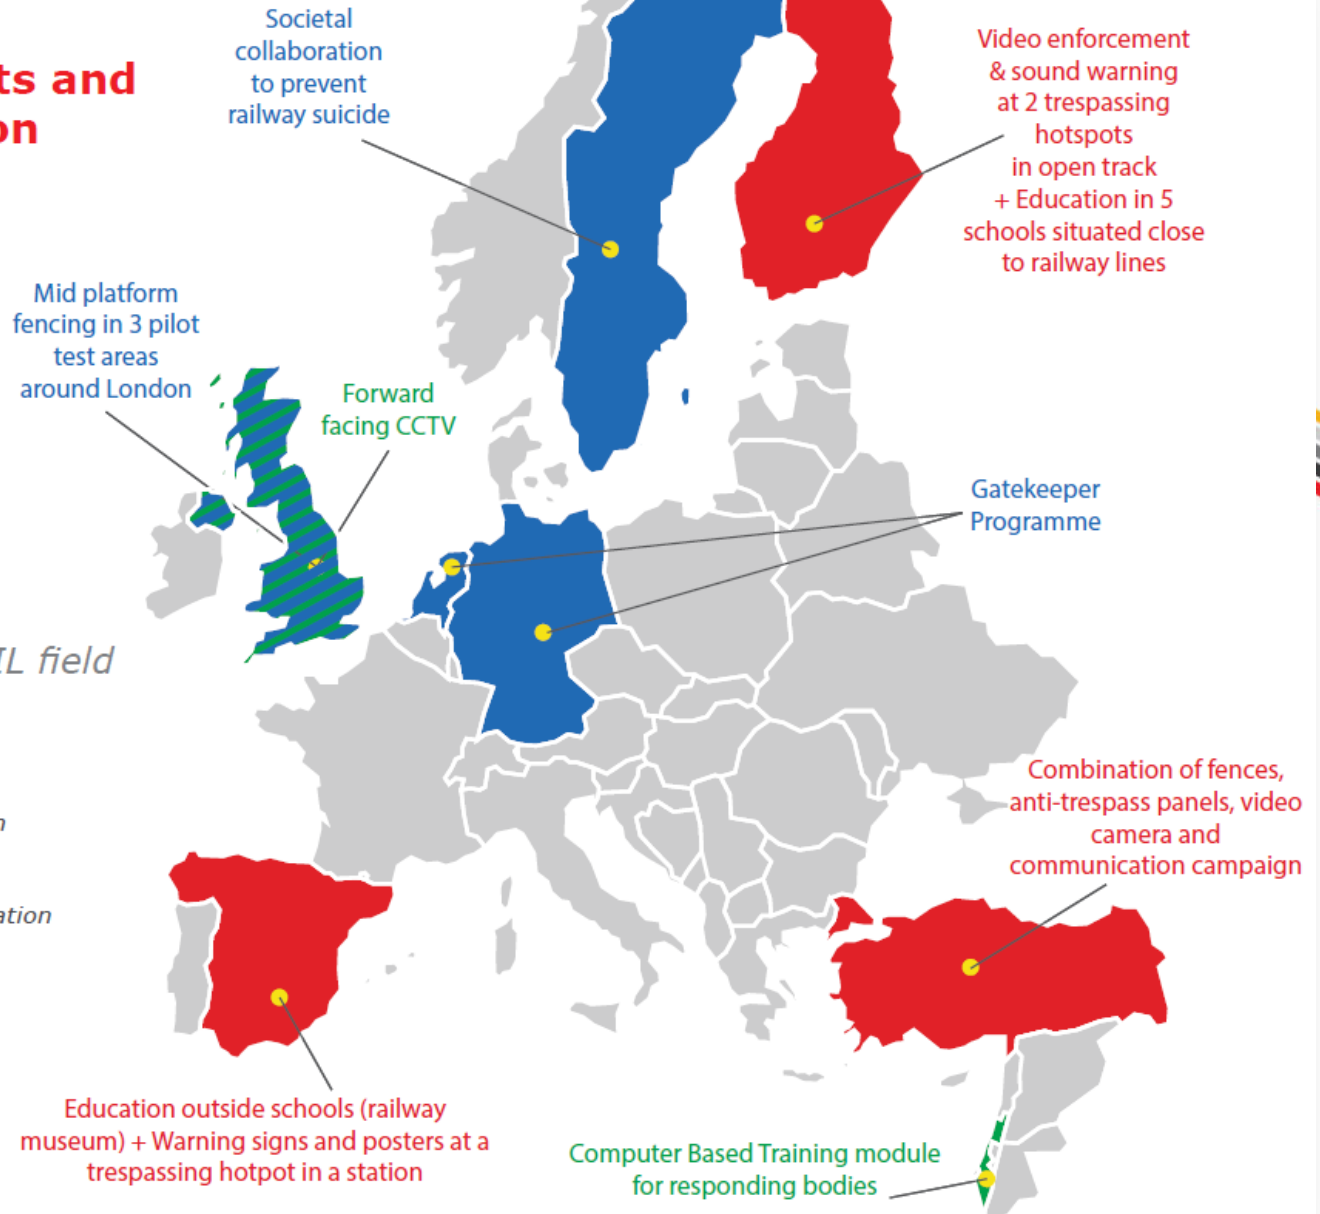 ts and
on
Societal
collaboration
to prevent
railway suicide
Video enforcement
& sound warning
at 2 trespassing
hotspots
in open track
+ Education in 5
schools situated close
to railway lines
Mid platform
fencing in 3 pilot
test areas
around London
Forward
facing CCTV
Gatekeeper
Programme
IL field
Combination of fences,
anti-trespass panels, video
camera and
communication campaign
n
ation
Education outside schools (railway
museum) + Warning signs and posters at a
trespassing hotpot in a station
Computer Based Training module
for responding bodies